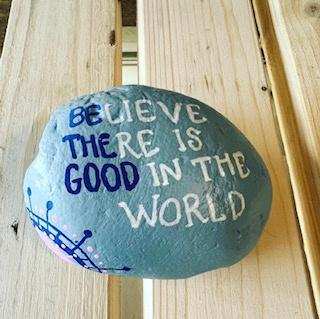 BELIEVE
THERE IS
GOOD IN THE
WORLD